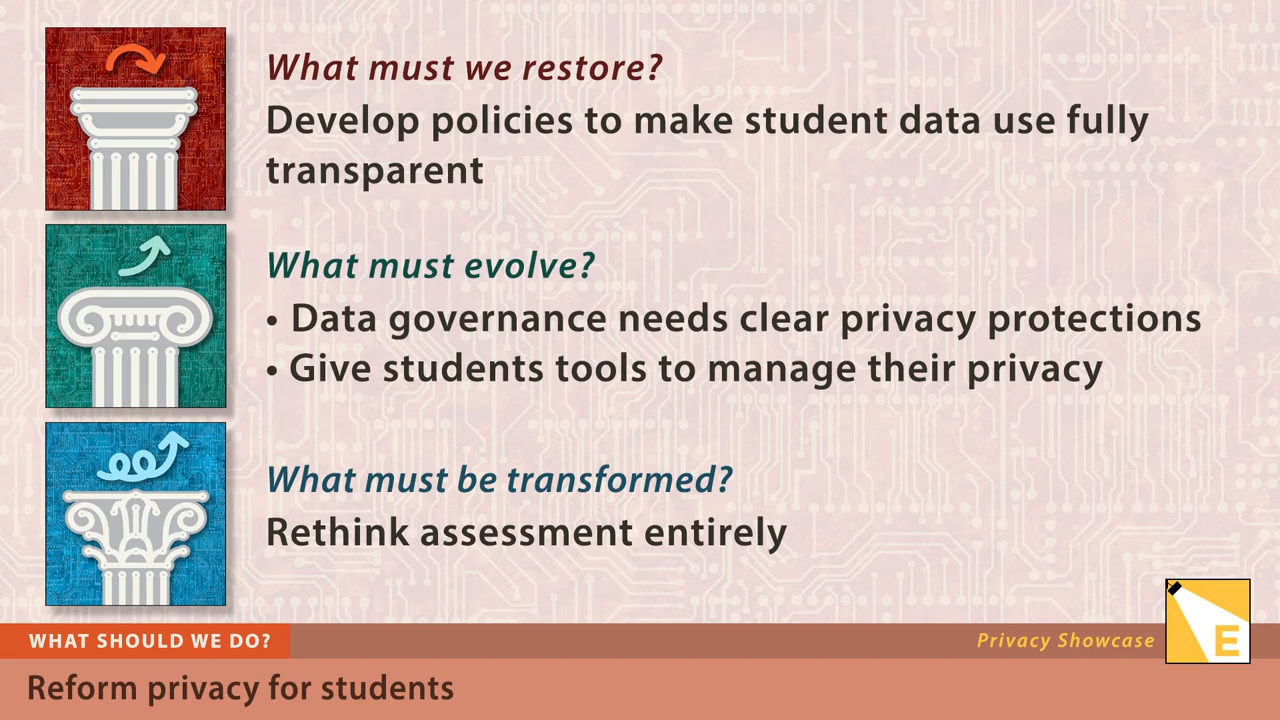 What must we restore?
Develop policies to make student data use fully
transparent
What must evolve?
• Data governance needs clear privacy protections
• Give students tools to manage their privacy
What must be transformed?
Rethink assessment entirely
WHAT SHOULD WE DO?
Privacy Showcase
E
Reform privacy for students